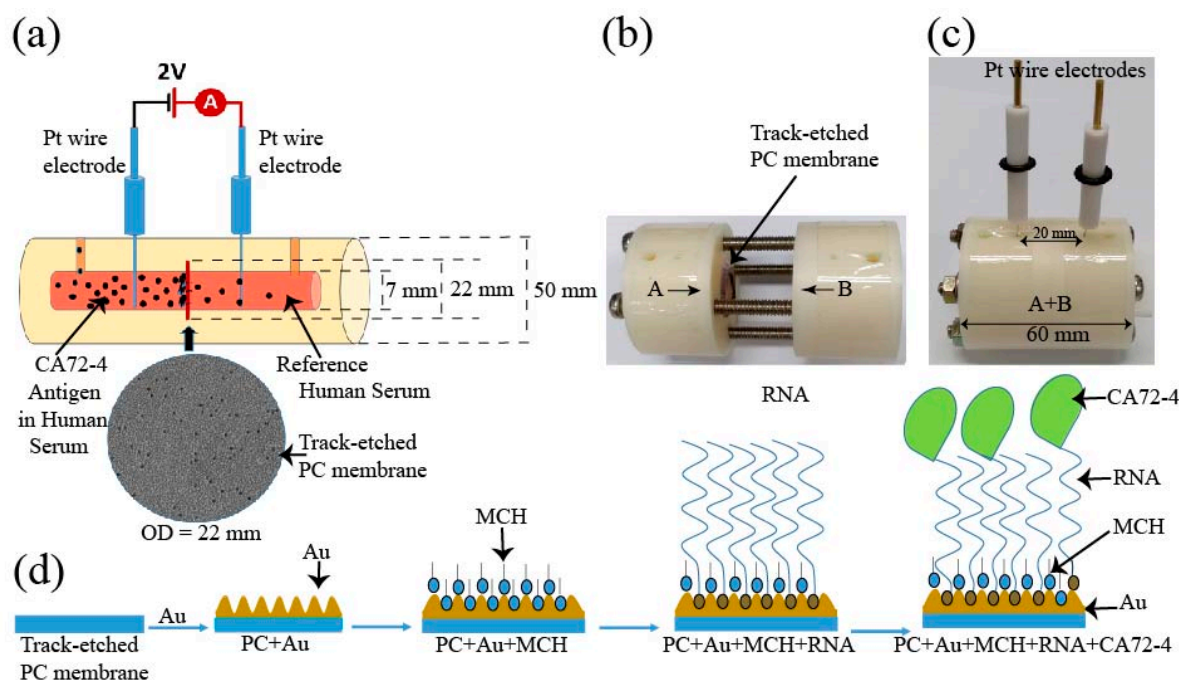 (a)
2V
A
Pt wire
electrode
Pt wire
electrode
7 mm
22 mm
50 mm
CA72-4
Antigen
in Human
Serum
Reference
Human Serum
Track-etched
PC membrane
OD = 22 mm
(b)
Track-etched
PC membrane
A
B
(c)
Pt wire electrodes
20 mm
A+B
60 mm
(d)
Track-etched
PC membrane
Au
Au
PC+Au
MCH
PC+Au+MCH
RNA
PC+Au+MCH+RNA
CA72-4
RNA
MCH
Au
PC+Au+MCH+RNA+CA72-4